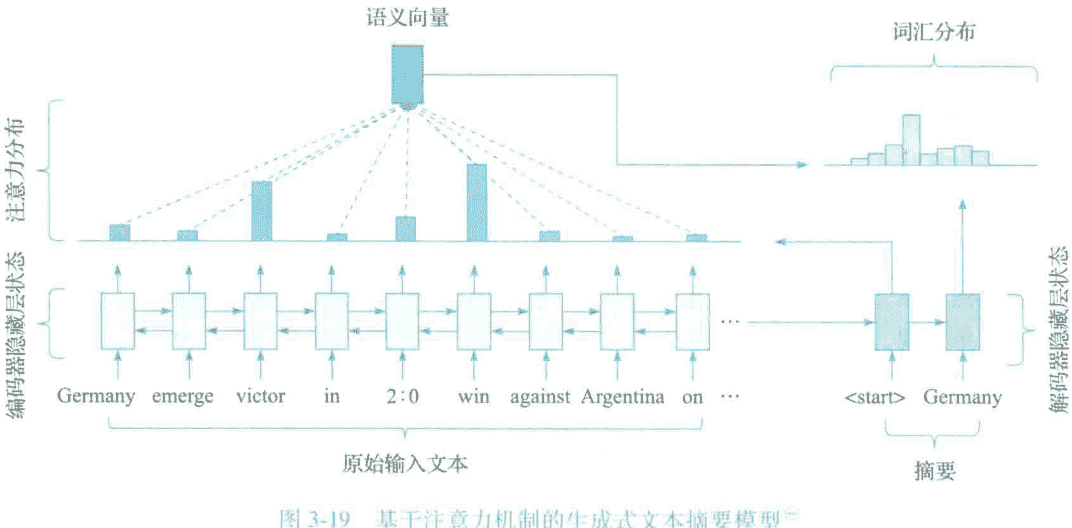 语义向量
词汇分布
注意力分布
编码器隐藏层状态
解码器隐藏层状态
Germany emerge victor in 2:0 win against Argentina on … <start> Germany
原始输入文本
摘要
图 3-19 基于注意力机制的生成式文本摘要模型㊀